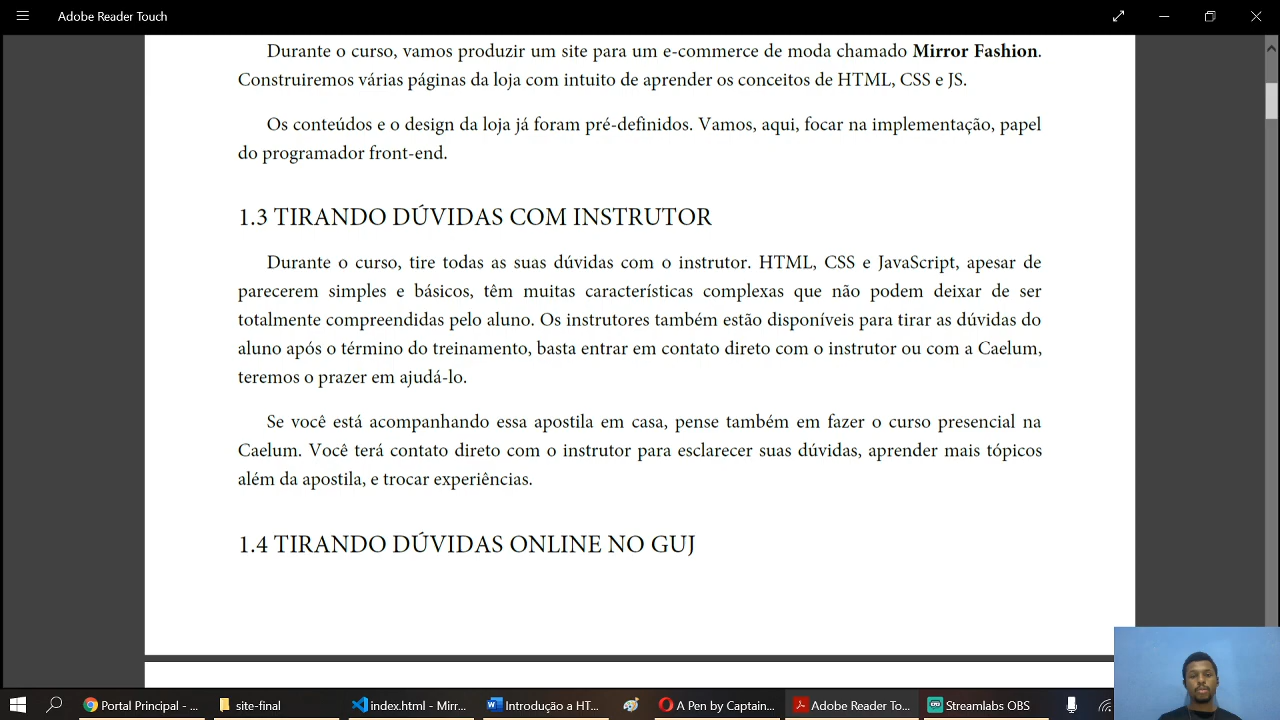 Adobe Reader Touch
Durante o curso, vamos produzir um site para um e-commerce de moda chamado Mirror Fashion.
Construiremos várias páginas da loja com intuito de aprender os conceitos de HTML, CSS e JS.
Os conteúdos e o design da loja já foram pré-definidos. Vamos, aqui, focar na implementação, papel
do programador front-end.
1.3 TIRANDO DÚVIDAS COM INSTRUTOR
Durante o curso, tire todas as suas dúvidas com o instrutor. HTML, CSS e JavaScript, apesar de
parecerem simples e básicos, têm muitas características complexas que não podem deixar de ser
totalmente compreendidas pelo aluno. Os instrutores também estão disponíveis para tirar as dúvidas do
aluno após o término do treinamento, basta entrar em contato direto com o instrutor ou com a Caelum,
teremos o prazer em ajudá-lo.
Se você está acompanhando essa apostila em casa, pense também em fazer o curso presencial na
Caelum. Você terá contato direto com o instrutor para esclarecer suas dúvidas, aprender mais tópicos
além da apostila, e trocar experiências.
1.4 TIRANDO DÚVIDAS ONLINE NO GUJ
Portal Principal - ... site-final index.html - Mirr... Introdução a HT... A Pen by Captain... Adobe Reader To... Streamlabs OBS